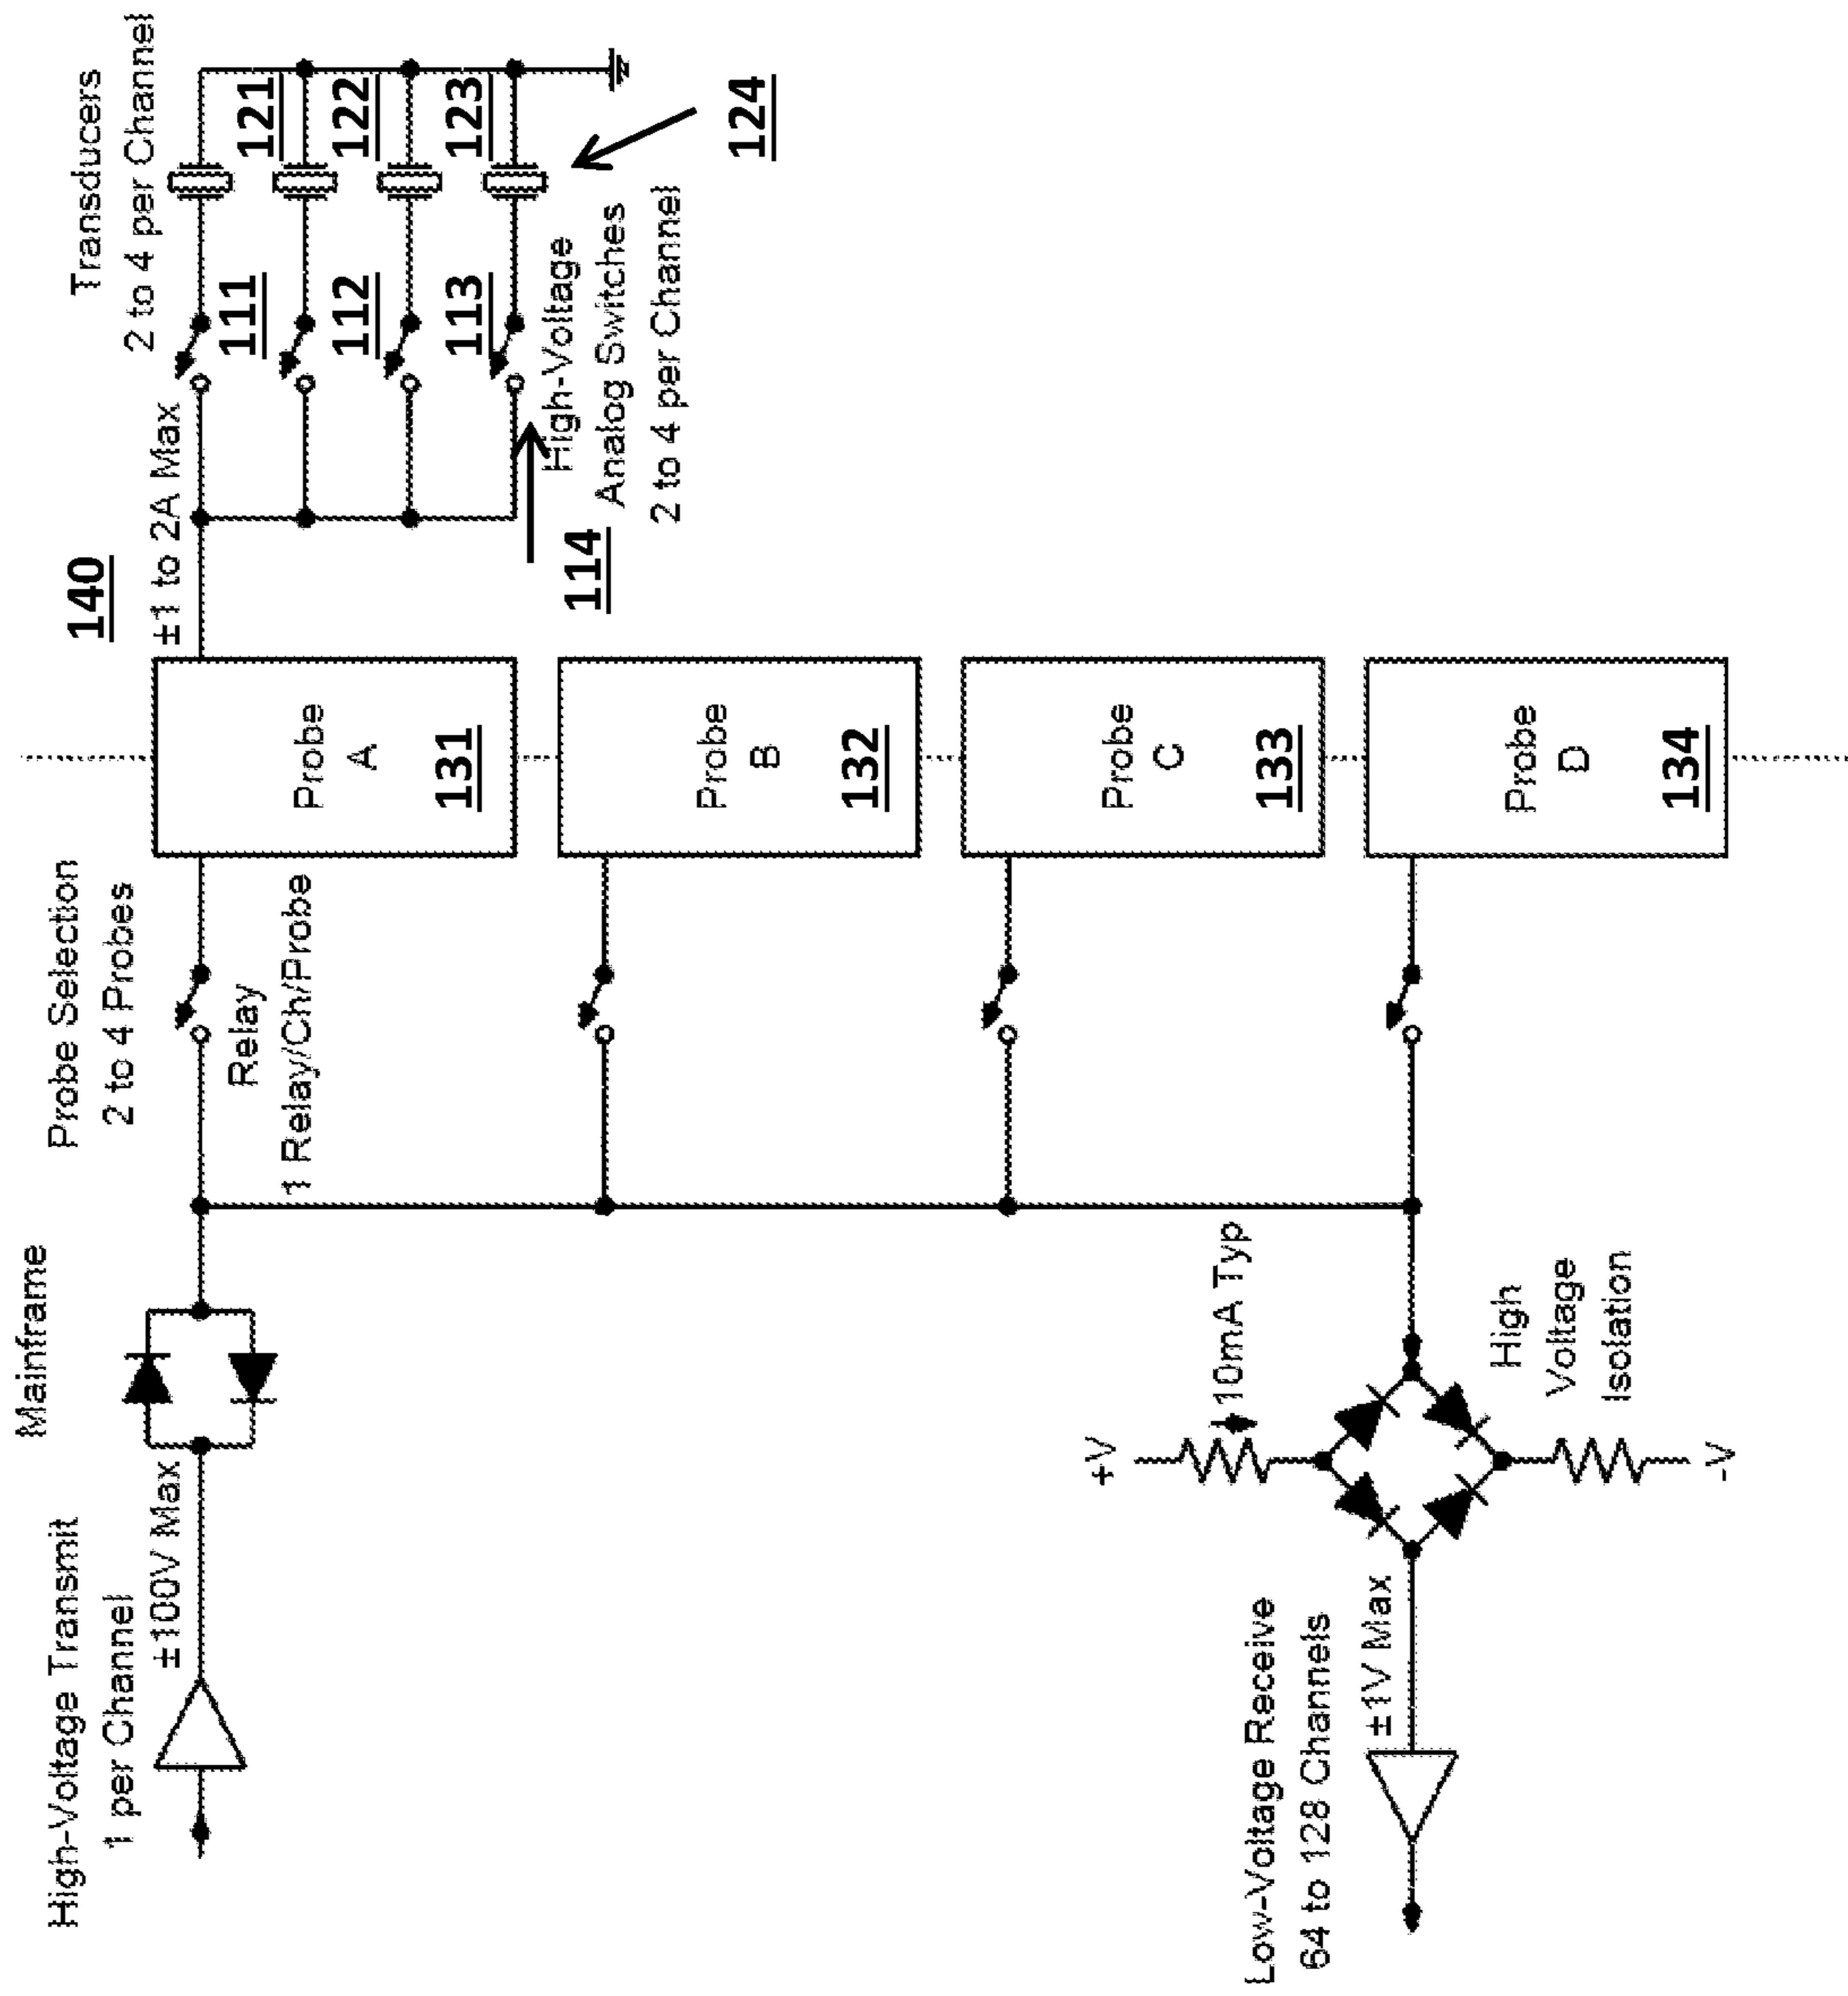 High-Voltage Transmit
1 per Channel
±100V Max
Mainframe
Probe Selection
2 to 4 Probes
Relay
1 Relay/Ch/Probe
140
±1 to 2A Max
Transducers
2 to 4 per Channel
111
121
112
122
113
123
114
High-Voltage
Analog Switches
2 to 4 per Channel
124
Probe
A
131
Probe
B
132
Probe
C
133
Probe
D
134
+V
10mA Typ
High
Voltage
Isolation
-V
Low-Voltage Receive
64 to 128 Channels
±1V Max